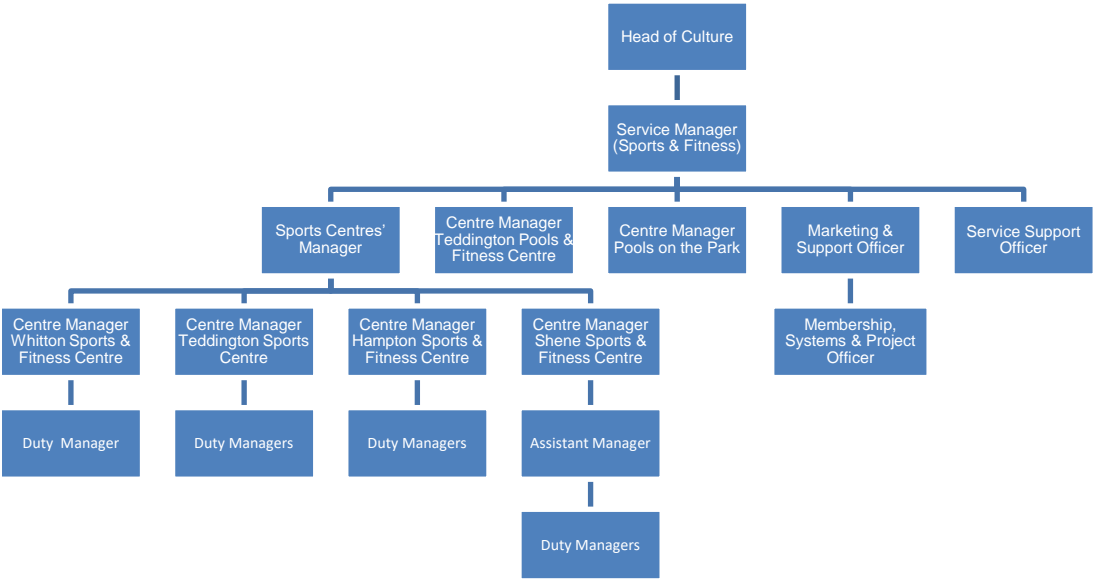 Head of Culture
Service Manager
(Sports & Fitness)
Sports Centres’
Manager
Centre Manager
Teddington Pools &
Fitness Centre
Centre Manager
Pools on the Park
Marketing &
Support Officer
Service Support
Officer
Centre Manager
Whitton Sports &
Fitness Centre
Centre Manager
Teddington Sports
Centre
Centre Manager
Hampton Sports &
Fitness Centre
Centre Manager
Shene Sports &
Fitness Centre
Membership,
Systems & Project
Officer
Duty Manager
Duty Managers
Duty Managers
Assistant Manager
Duty Managers